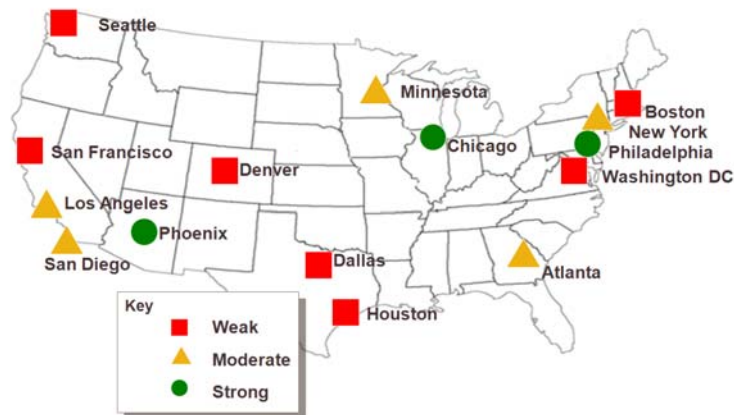 Seattle
Minnesota
Boston
New York
Chicago
Philadelphia
San Francisco
Denver
Washington DC
Los Angeles
Phoenix
San Diego
Dallas
Atlanta
Houston
Key
Weak
Moderate
Strong